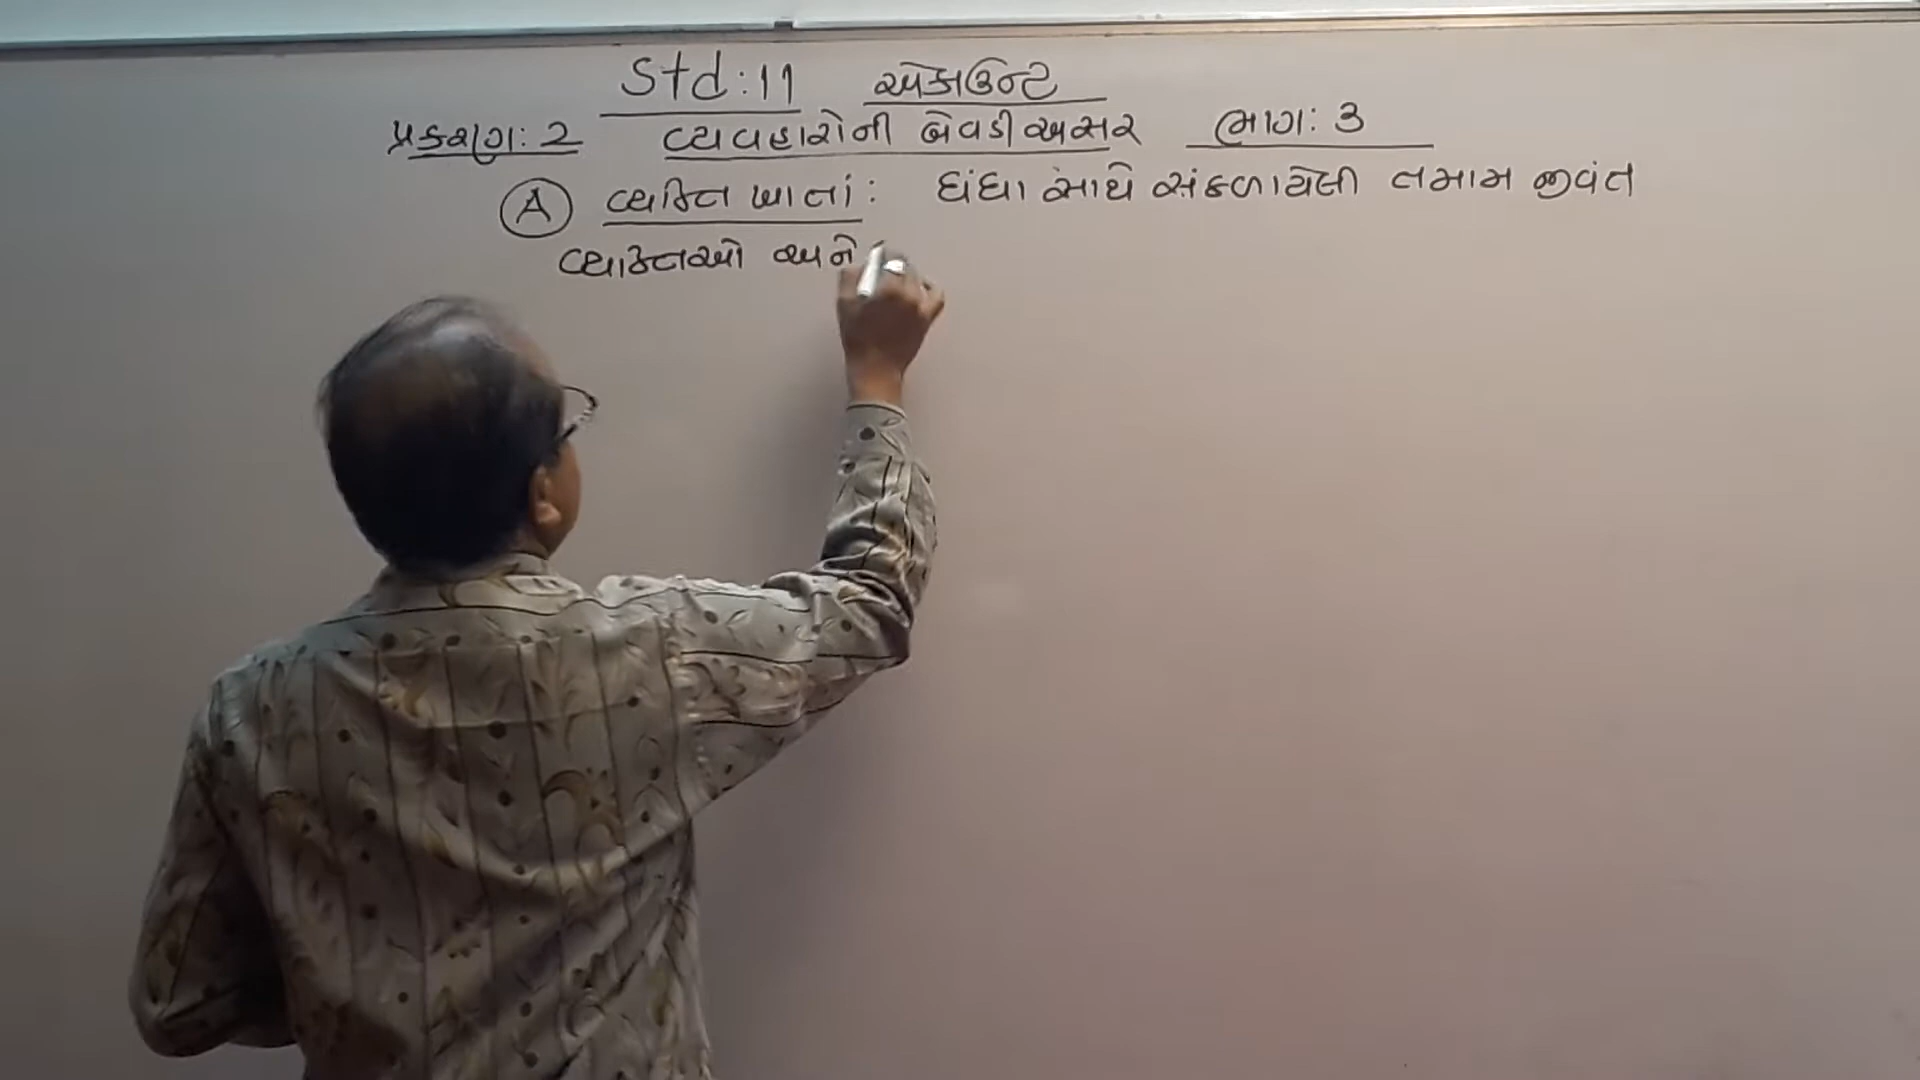 Std: 11 એકાઉન્ટ
પ્રકરણ: 2 વ્યવહારોની બેવડી અસર ભાગ: 3
A વ્યક્તિ ખાતાં: ધંધા સાથે સંકળાયેલી તમામ જીવંત
વ્યક્તિઓ અને